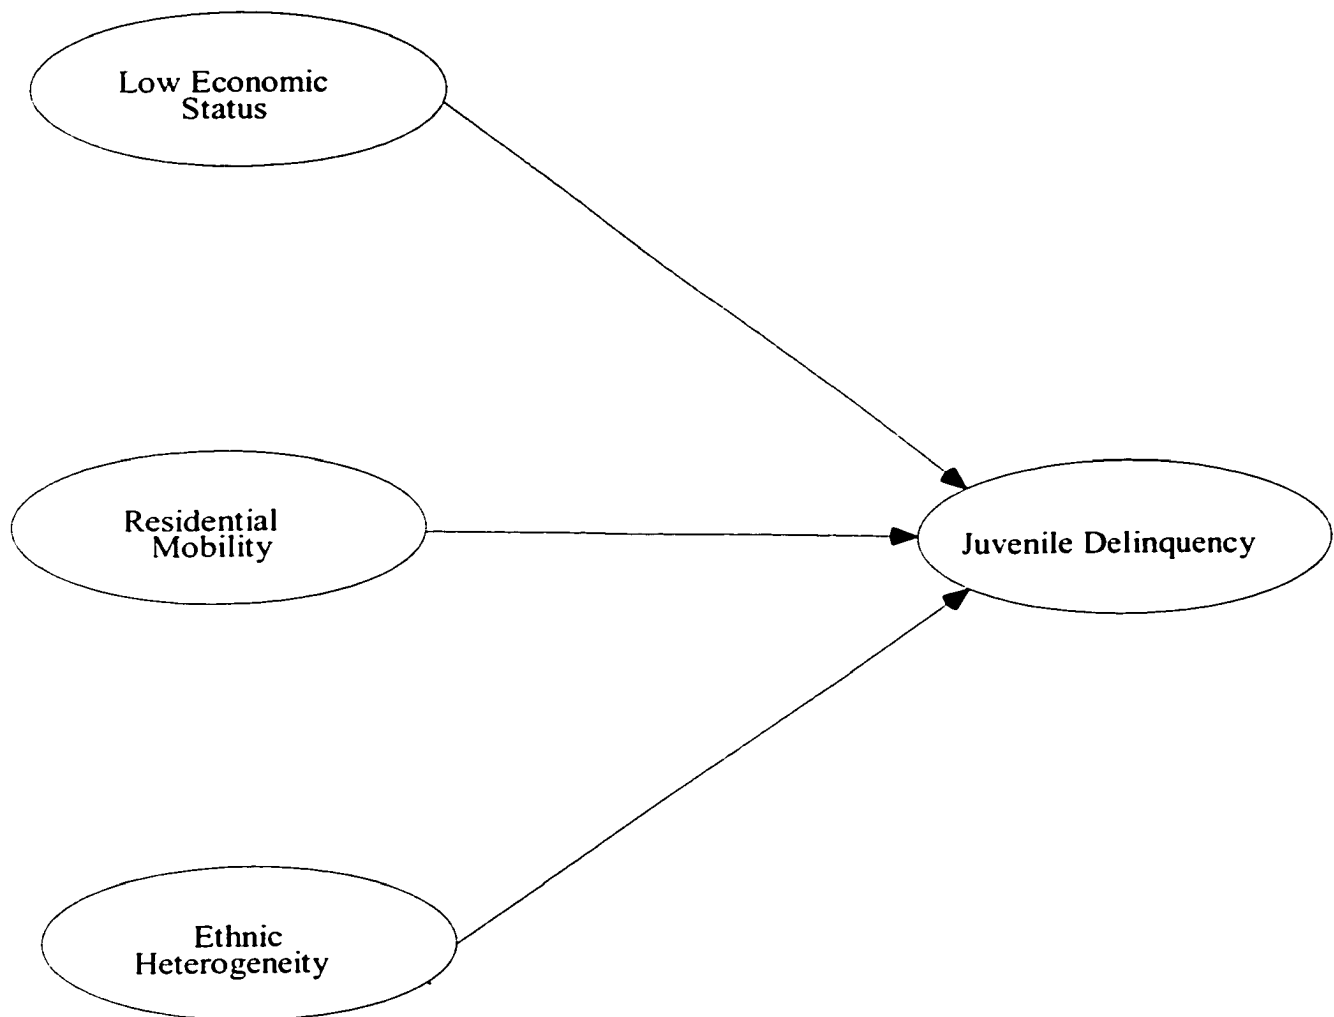 Low Economic
Status
Residential
Mobility
Juvenile Delinquency
Ethnic
Heterogeneity